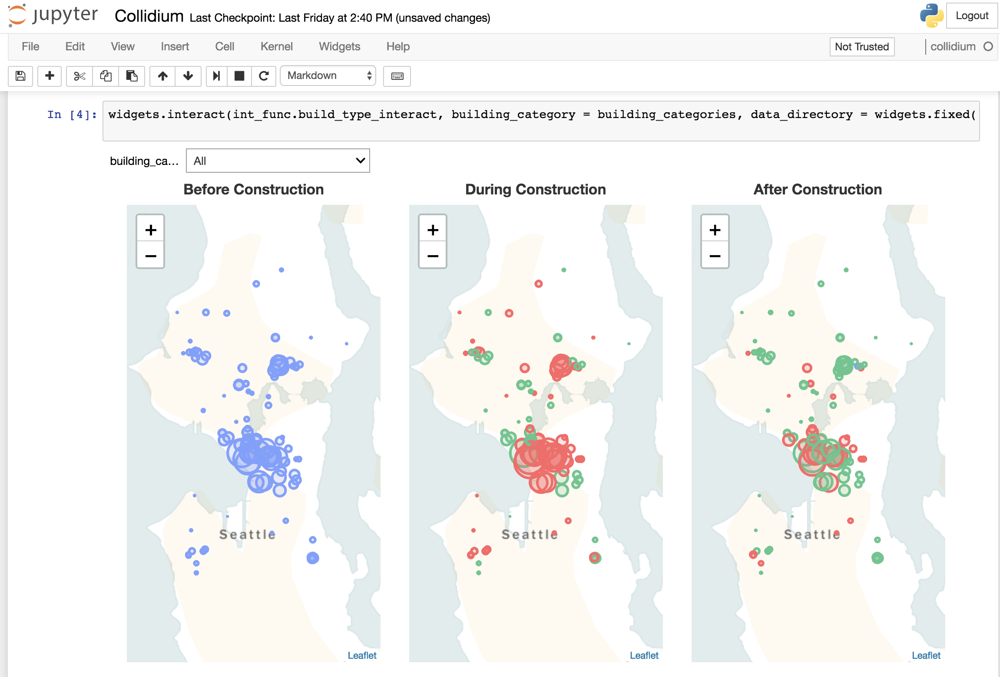 jupyter Collidium Last Checkpoint: Last Friday at 2:40 PM (unsaved changes) Logout
File Edit View Insert Cell Kernel Widgets Help Not Trusted collidium
Markdown
In [4]: widgets.interact(int_func.build_type_interact, building_category = building_categories, data_directory = widgets.fixed(
building_ca... All
Before Construction During Construction After Construction
+ + +
− − −
Seattle Seattle Seattle
Leaflet Leaflet Leaflet